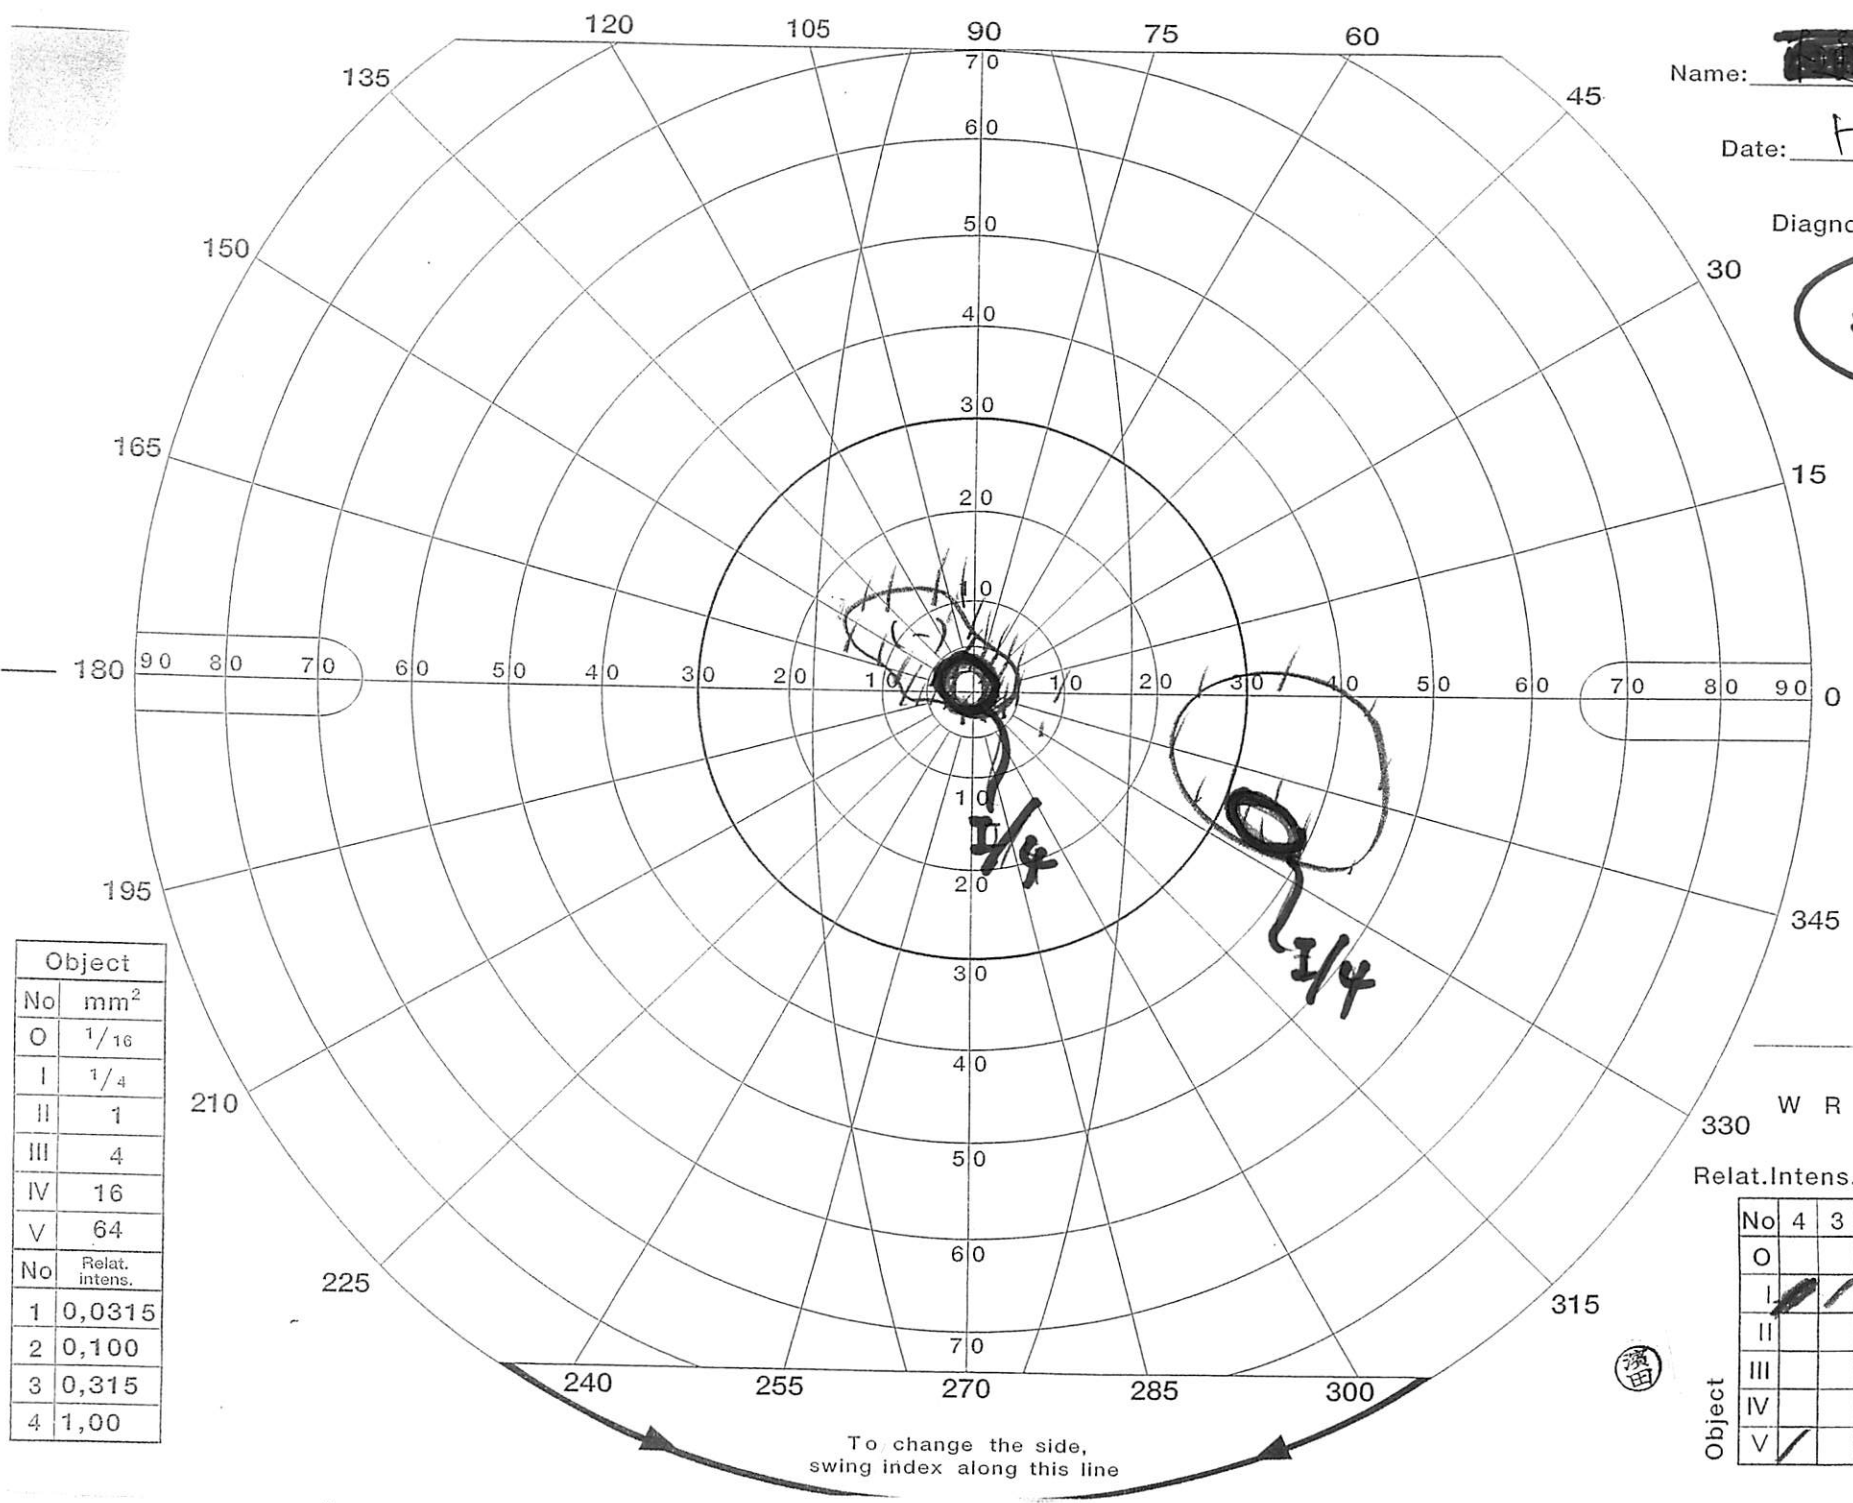 120 105 90 75 60
70
135
45
Name:
60
Date:
H
50
Diagno
150
30
40
165
30
15
20
10
180 90 80 70 60 50 40 30 20 10 10 20 30 40 50 60 70 80 90 0
10
I/4
20
195
345
I/4
30
40
210
330
W R
50
Relat.Intens.
60
225
315
70
240 255 270 285 300
To change the side,
swing index along this line
Object
No mm²
O 1/16
I 1/4
II 1
III 4
IV 16
V 64
No Relat. intens.
1 0,0315
2 0,100
3 0,315
4 1,00
No 4 3
O
I
II
III
IV
V
Object
濱田